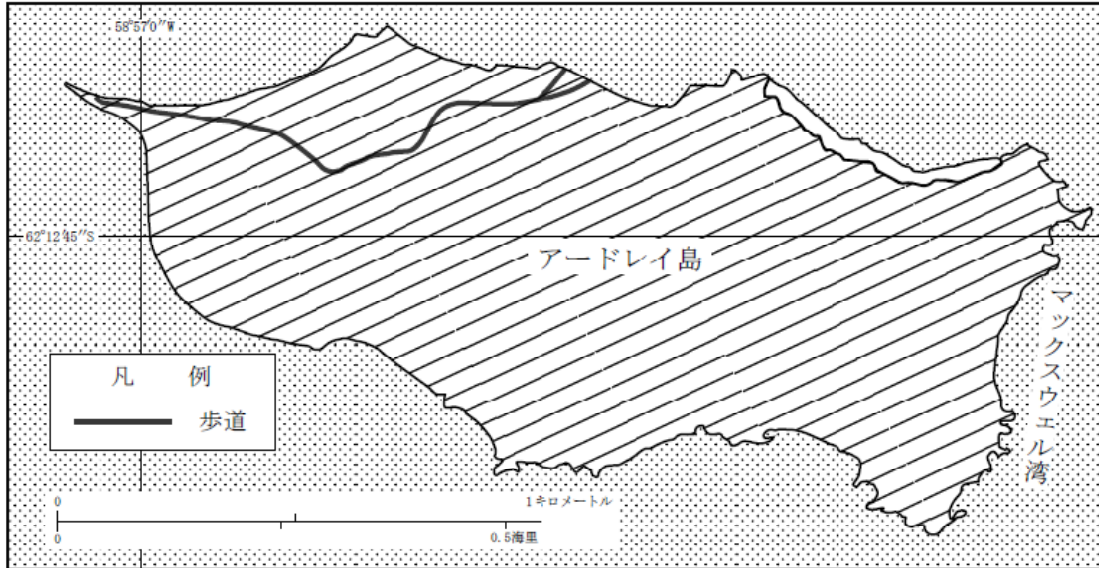 58°57′0″W
62°12′45″S
アードレイ島
マックスウェル湾
凡 例
歩道
0 1キロメートル
0 0.5海里